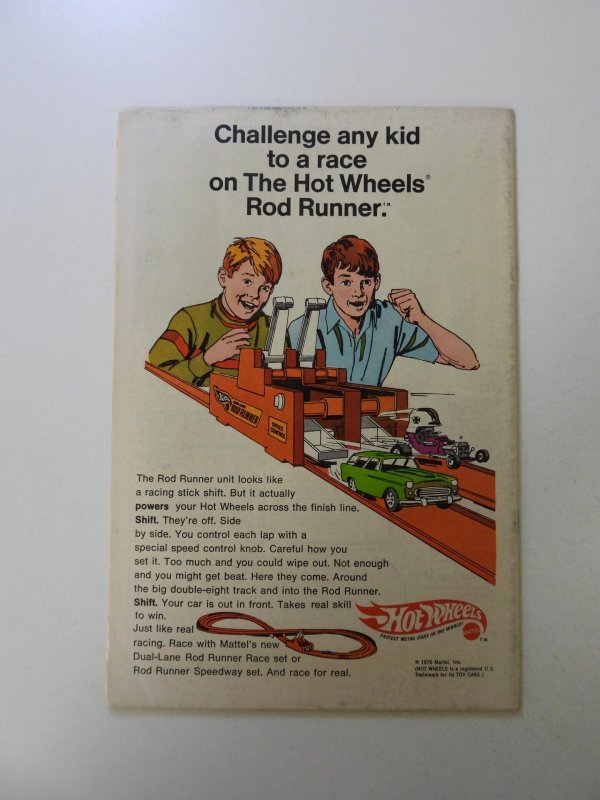 Challenge any kid
to a race
on The Hot Wheels®
Rod Runner.™
ROD RUNNER
SPEED
CONTROL
The Rod Runner unit looks like
a racing stick shift. But it actually
powers your Hot Wheels across the finish line.
Shift. They're off. Side
by side. You control each lap with a
special speed control knob. Careful how you
set it. Too much and you could wipe out. Not enough
and you might get beat. Here they come. Around
the big double-eight track and into the Rod Runner.
Shift. Your car is out in front. Takes real skill
to win.
Just like real
racing. Race with Mattel's new
Dual-Lane Rod Runner Race set or
Rod Runner Speedway set. And race for real.
HOT WHEELS
FASTEST METAL CARS IN THE WORLD!
MATTEL
T.M.
© 1970 Mattel, Inc.
(HOT WHEELS is a registered U.S.
Trademark for its TOY CARS.)